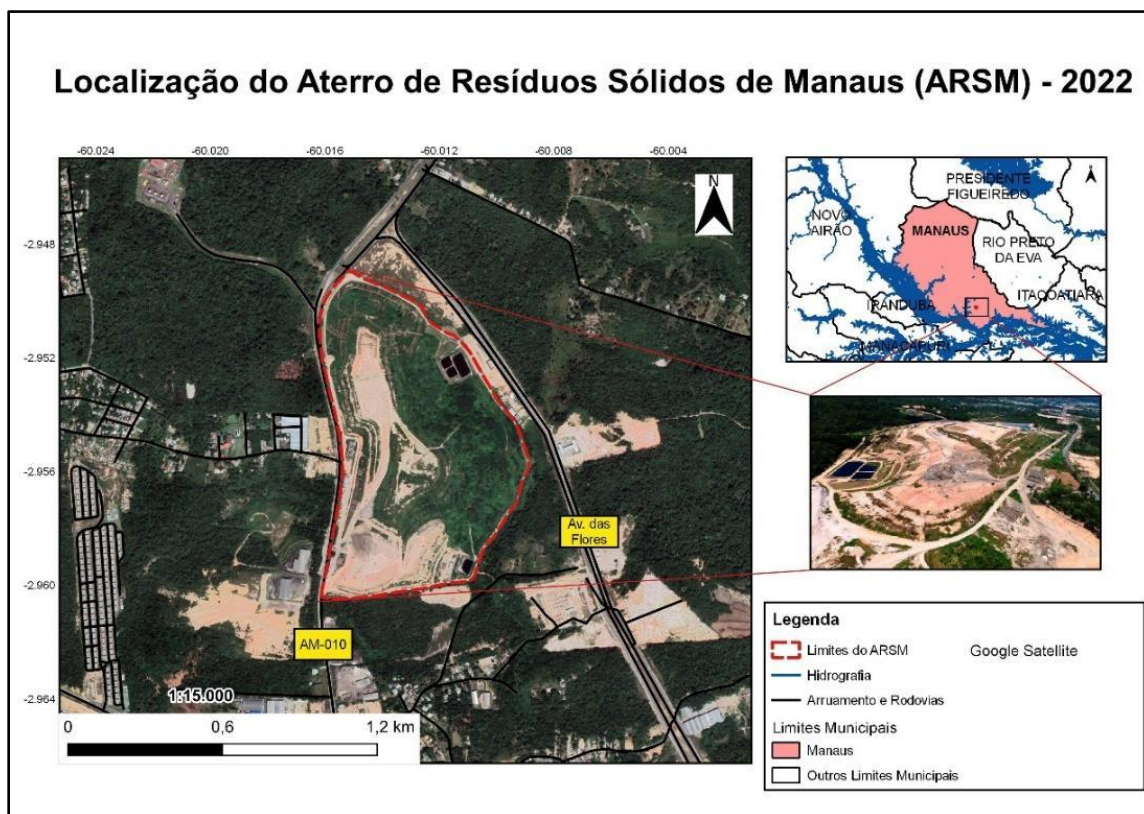 Localização do Aterro de Resíduos Sólidos de Manaus (ARSM) - 2022
-60.024
-60.020
-60.016
-60.012
-60.008
-60.004
-2.948
-2.952
-2.956
-2.960
-2.964
N
Av. das
Flores
AM-010
1:15.000
0
0,6
1,2 km
PRESIDENTE
FIGUEIREDO
NOVO
AIRÃO
MANAUS
RIO PRETO
DA EVA
IRANDUBA
ITACOATIARA
MANACAPURU
Legenda
Limites do ARSM
Google Satellite
Hidrografia
Arruamento e Rodovias
Limites Municipais
Manaus
Outros Limites Municipais